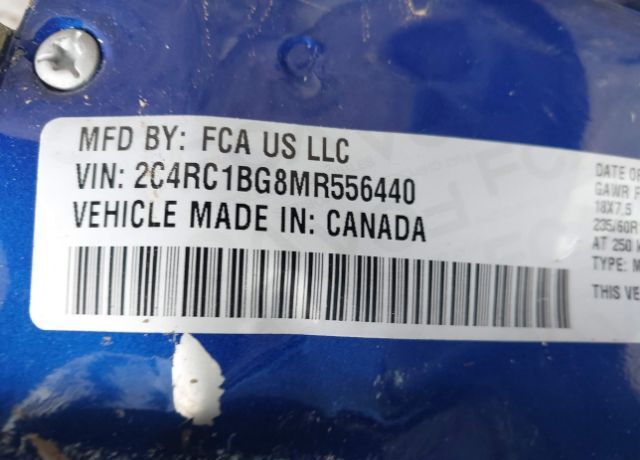 MFD BY: FCA US LLC
VIN: 2C4RC1BG8MR556440
VEHICLE MADE IN: CANADA
DATE OF
GAWR
18X7.5
235/60R
AT 250
TYPE:
THIS VE